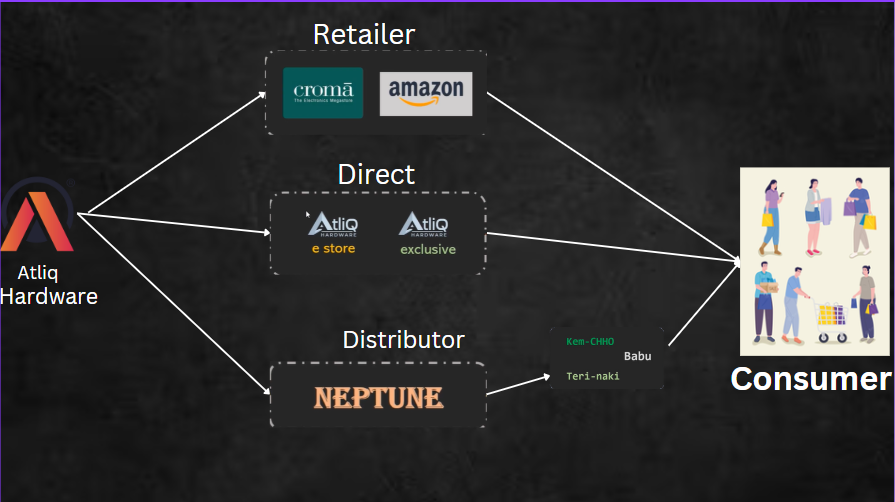 Retailer
cromā
The Electronics Megastore
amazon
Direct
AtliQ
HARDWARE
e store
AtliQ
HARDWARE
exclusive
Atliq
Hardware
Distributor
NEPTUNE
Kem-CHHO
Babu
Teri-naki
Consumer